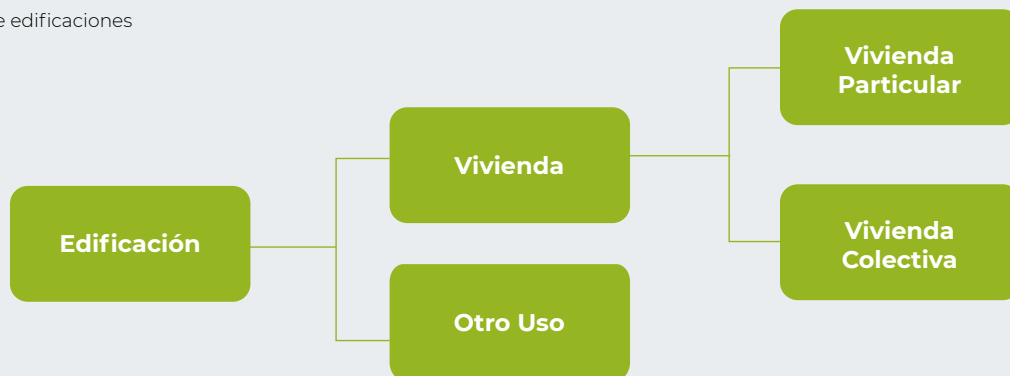 e edificaciones
Vivienda
Particular
Vivienda
Edificación
Vivienda
Colectiva
Otro Uso